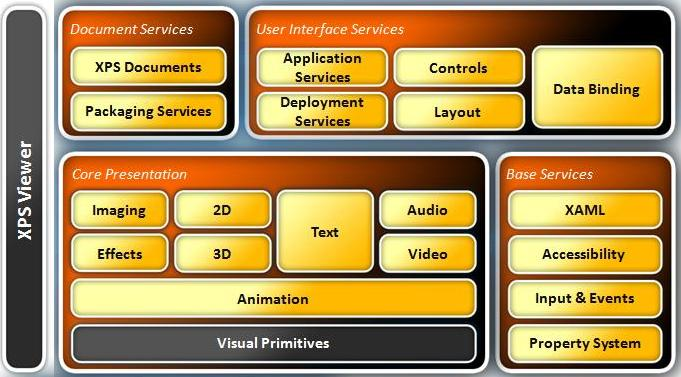 XPS Viewer
Document Services
XPS Documents
Packaging Services
User Interface Services
Application
Services
Controls
Data Binding
Deployment
Services
Layout
Core Presentation
Imaging
2D
Text
Audio
Effects
3D
Video
Animation
Visual Primitives
Base Services
XAML
Accessibility
Input & Events
Property System